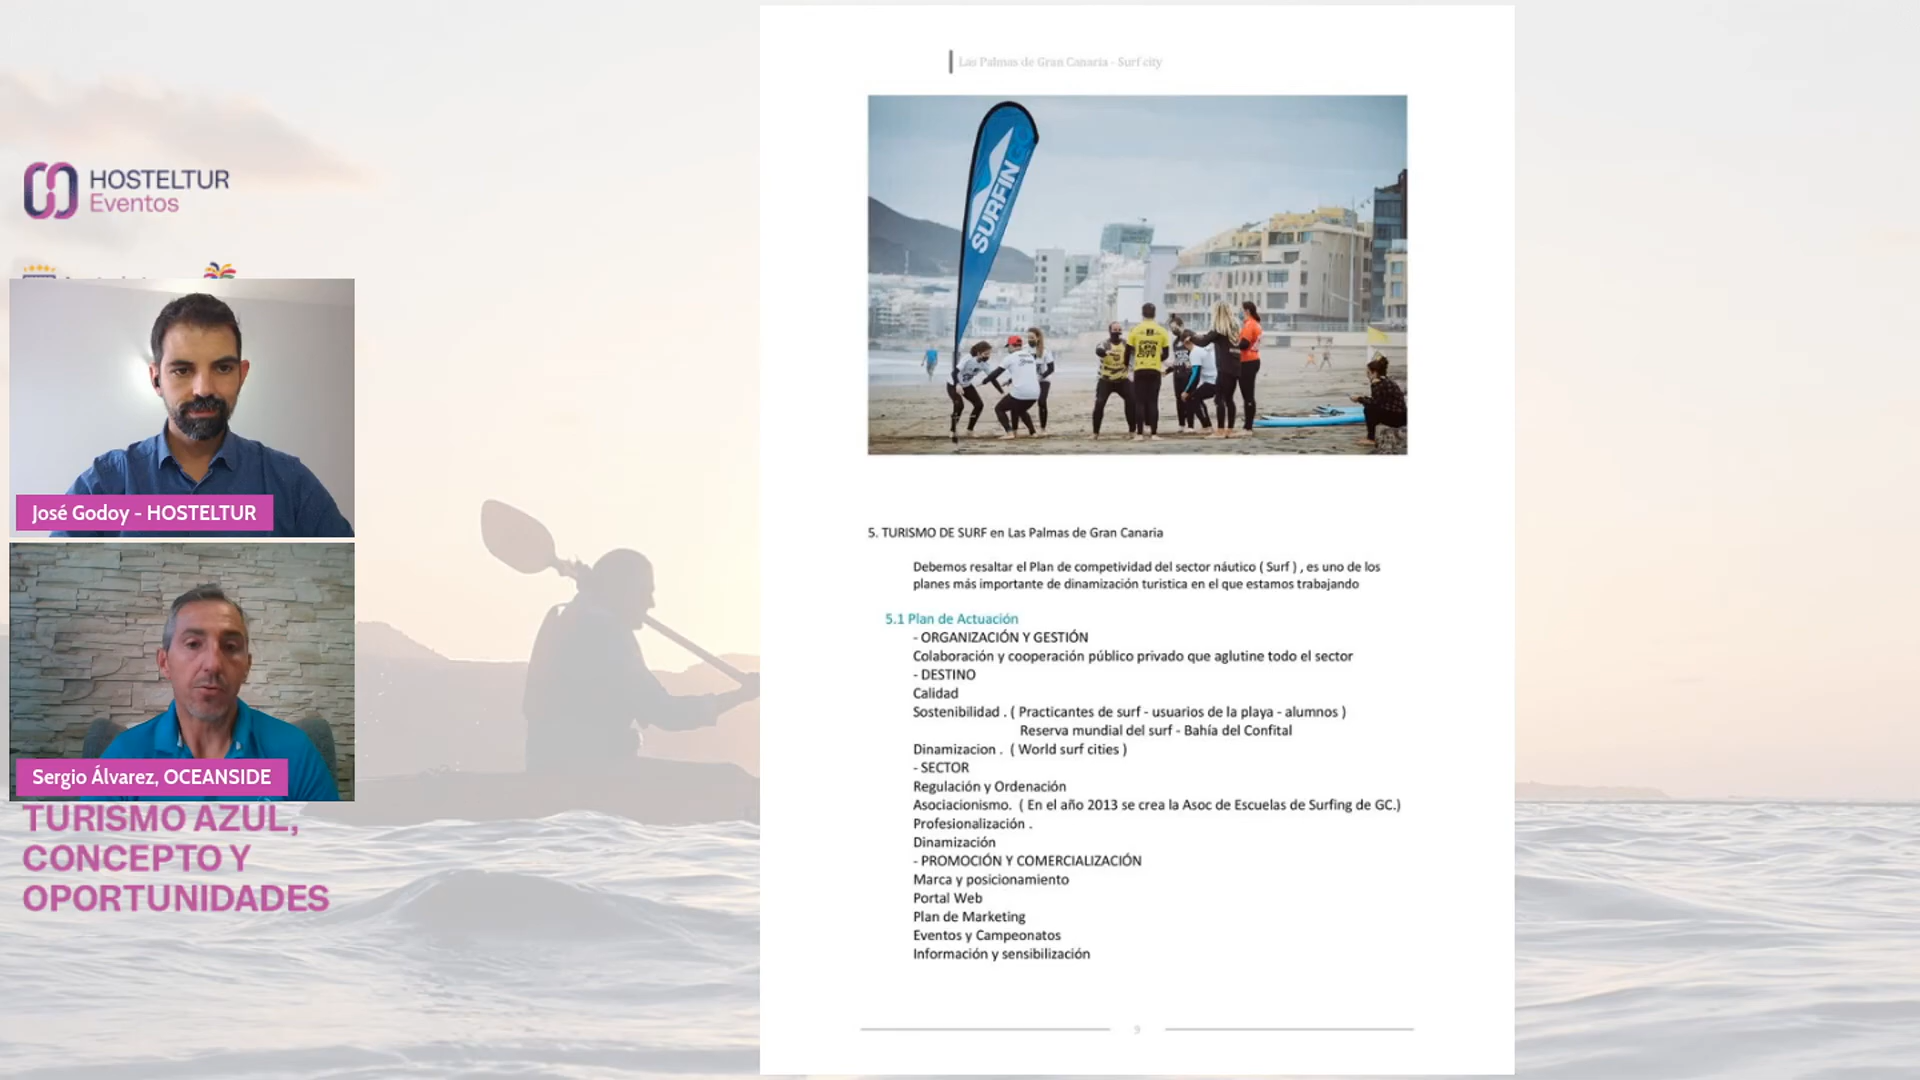 HOSTELTUR
Eventos
José Godoy - HOSTELTUR
Sergio Álvarez, OCEANSIDE
TURISMO AZUL,
CONCEPTO Y
OPORTUNIDADES
Las Palmas de Gran Canaria - Surf city
SURFIN
5. TURISMO DE SURF en Las Palmas de Gran Canaria
Debemos resaltar el Plan de competividad del sector náutico ( Surf ) , es uno de los
planes más importante de dinamización turistica en el que estamos trabajando
5.1 Plan de Actuación
- ORGANIZACIÓN Y GESTIÓN
Colaboración y cooperación público privado que aglutine todo el sector
- DESTINO
Calidad
Sostenibilidad . ( Practicantes de surf - usuarios de la playa - alumnos )
Reserva mundial del surf - Bahía del Confital
Dinamizacion . ( World surf cities )
- SECTOR
Regulación y Ordenación
Asociacionismo. ( En el año 2013 se crea la Asoc de Escuelas de Surfing de GC.)
Profesionalización .
Dinamización
- PROMOCIÓN Y COMERCIALIZACIÓN
Marca y posicionamiento
Portal Web
Plan de Marketing
Eventos y Campeonatos
Información y sensibilización
9